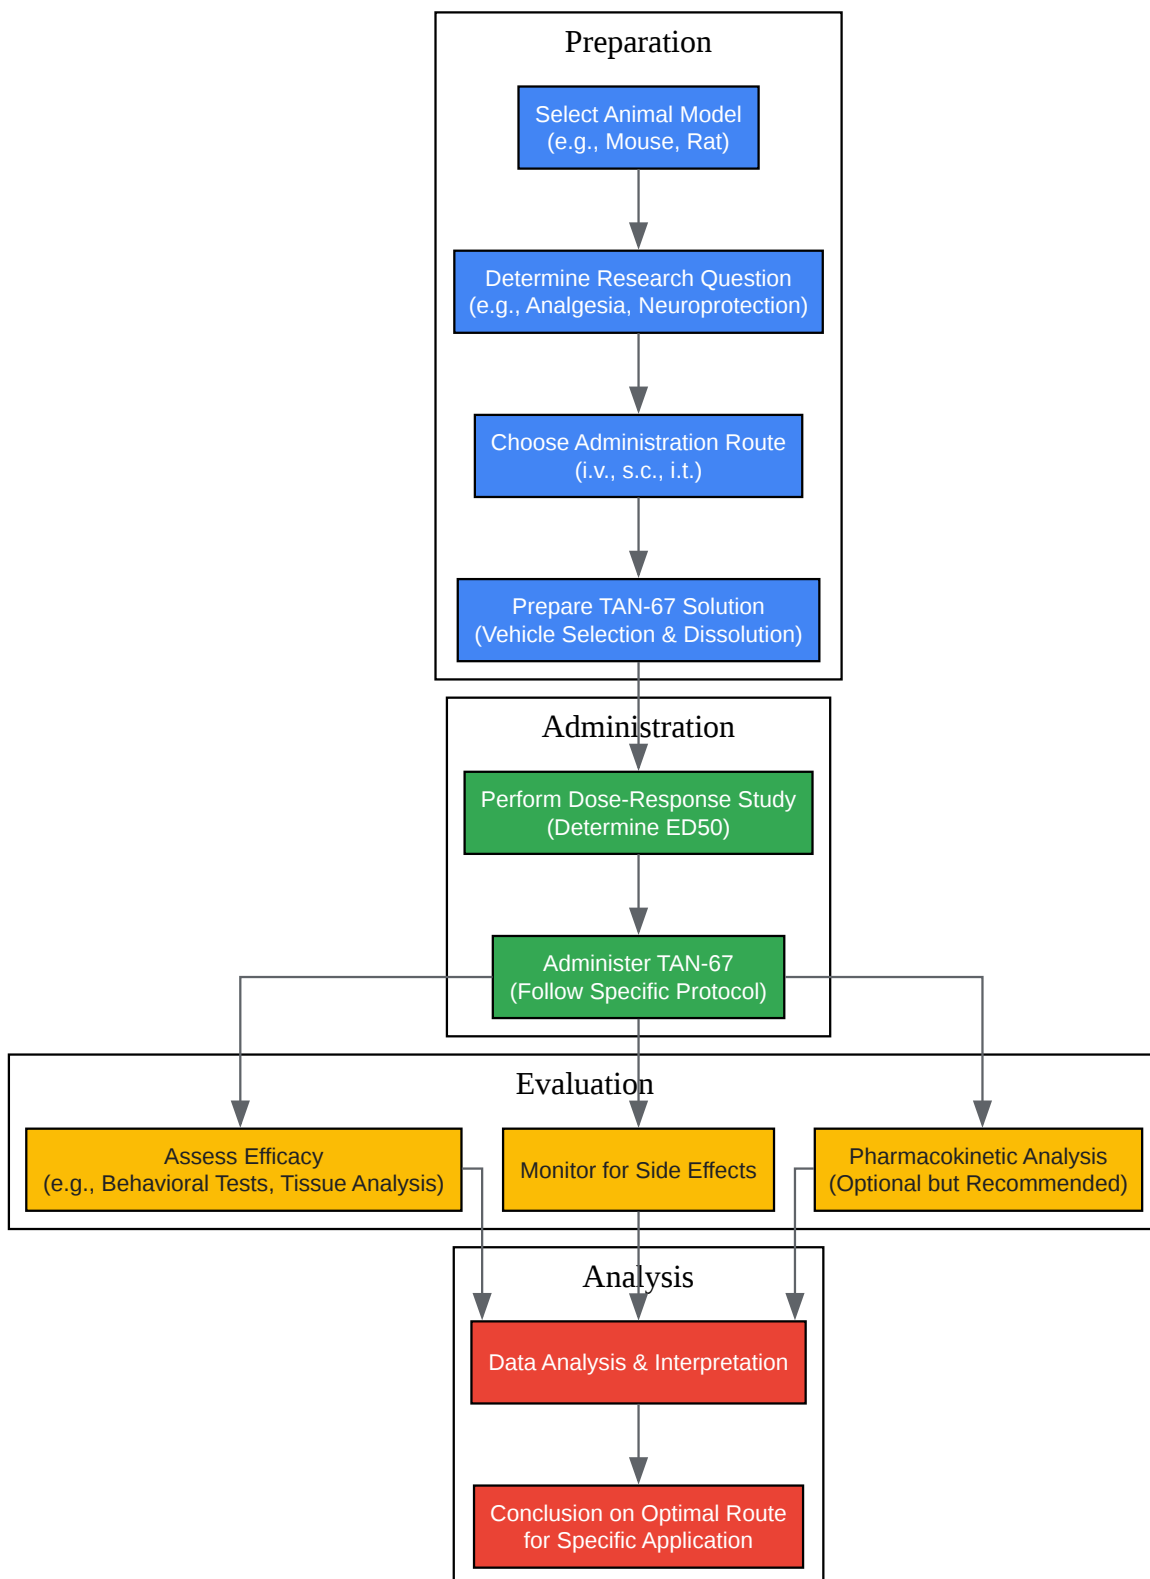 Preparation
Select Animal Model
(e.g., Mouse, Rat)
Determine Research Question
(e.g., Analgesia, Neuroprotection)
Choose Administration Route
(i.v., s.c., i.t.)
Prepare TAN-67 Solution
(Vehicle Selection & Dissolution)
Administration
Perform Dose-Response Study
(Determine ED50)
Administer TAN-67
(Follow Specific Protocol)
Evaluation
Assess Efficacy
(e.g., Behavioral Tests, Tissue Analysis)
Monitor for Side Effects
Pharmacokinetic Analysis
(Optional but Recommended)
Analysis
Data Analysis & Interpretation
Conclusion on Optimal Route
for Specific Application